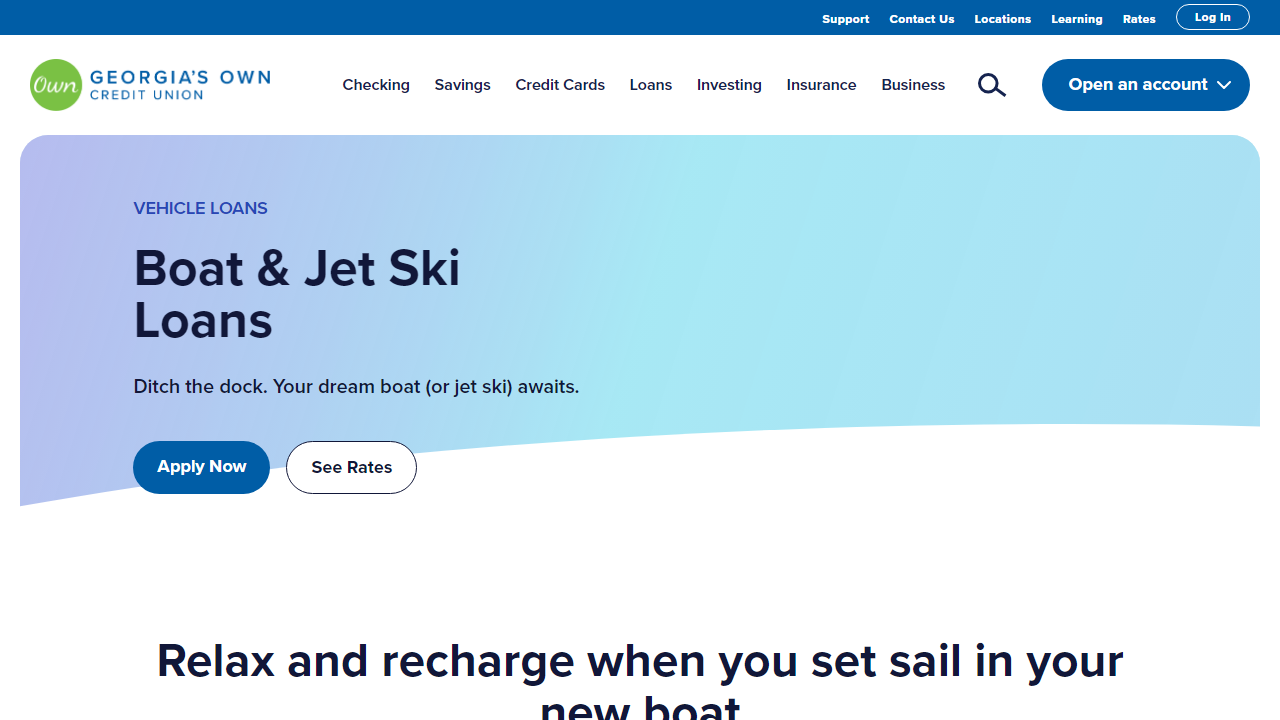 Support Contact Us Locations Learning Rates Log In
Own GEORGIA'S OWN
CREDIT UNION
Checking Savings Credit Cards Loans Investing Insurance Business Open an account
VEHICLE LOANS
Boat & Jet Ski
Loans
Ditch the dock. Your dream boat (or jet ski) awaits.
Apply Now See Rates
Relax and recharge when you set sail in your
new boat